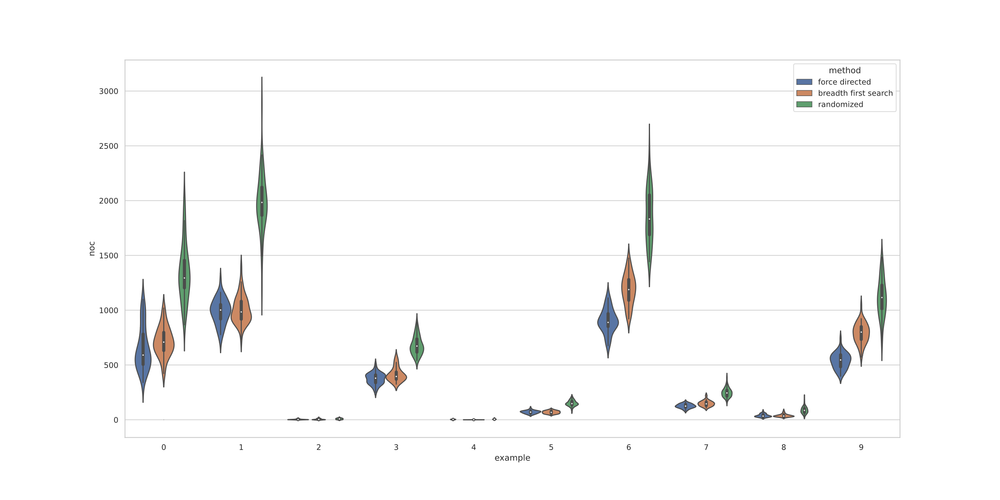 method
force directed
breadth first search
randomized
3000
2500
2000
1500
1000
500
0
noc
0 1 2 3 4 5 6 7 8 9
example